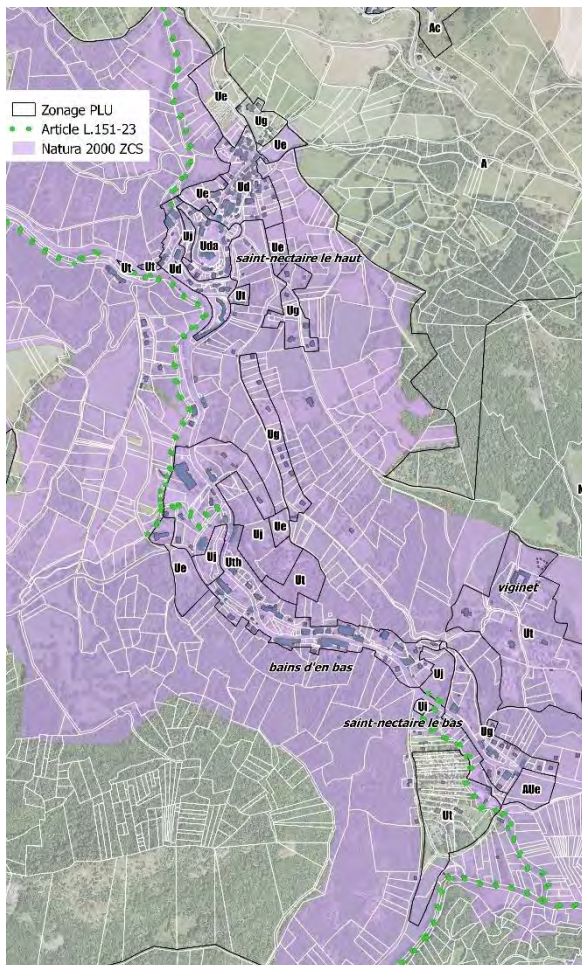 Ac
Zonage PLU
Article L.151-23
Natura 2000 ZCS
Ue
Ug
Ue
A
Ue
Ud
Uj
Uda
Ue
saint-nectaire le haut
Ut
Ut
Ud
Ut
Ug
Ug
N
Uj
Ue
Uj
Uth
Ue
Ut
viginet
Ut
bains d'en bas
Uj
Ui
saint-nectaire le bas
Ug
AUe
Ut